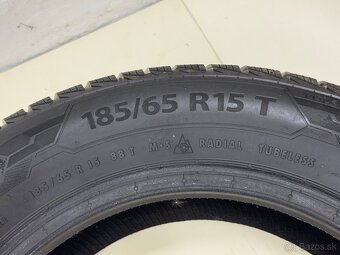 185/65 R15 T
185/65 R 15 88 T M+S RADIAL TUBELESS
Bazos.sk